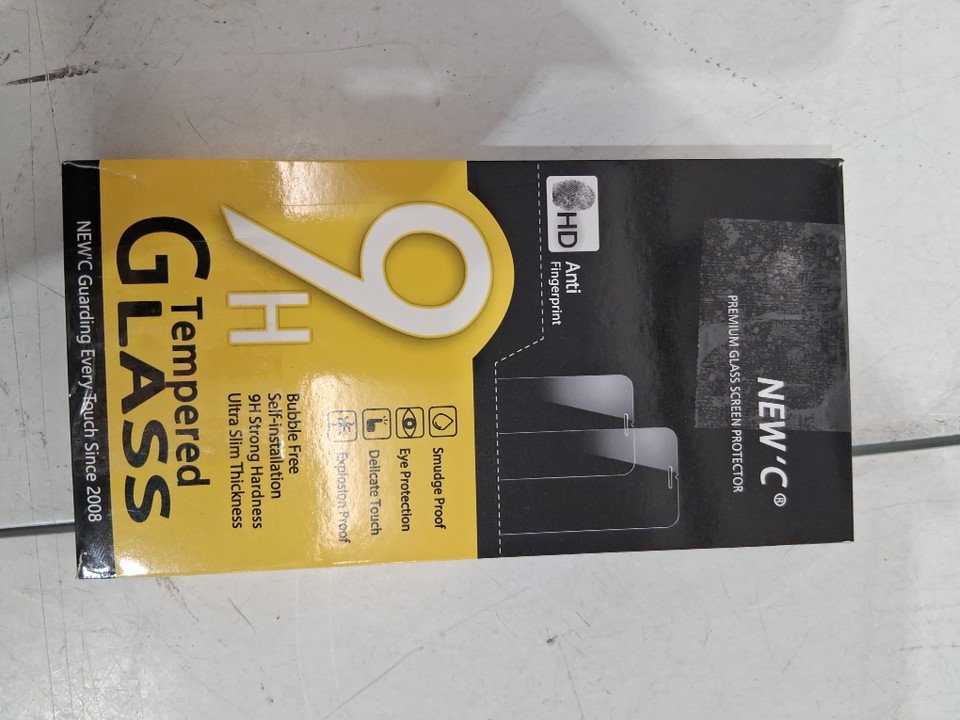 NEW'C®
PREMIUM GLASS SCREEN PROTECTOR
HD
Anti
Fingerprint
Smudge Proof
Eye Protection
Delicate Touch
Explosion Proof
9H
Bubble Free
Self-installation
9H Strong Hardness
Ultra Slim Thickness
Tempered
GLASS
NEW'C Guarding Every Touch Since 2008